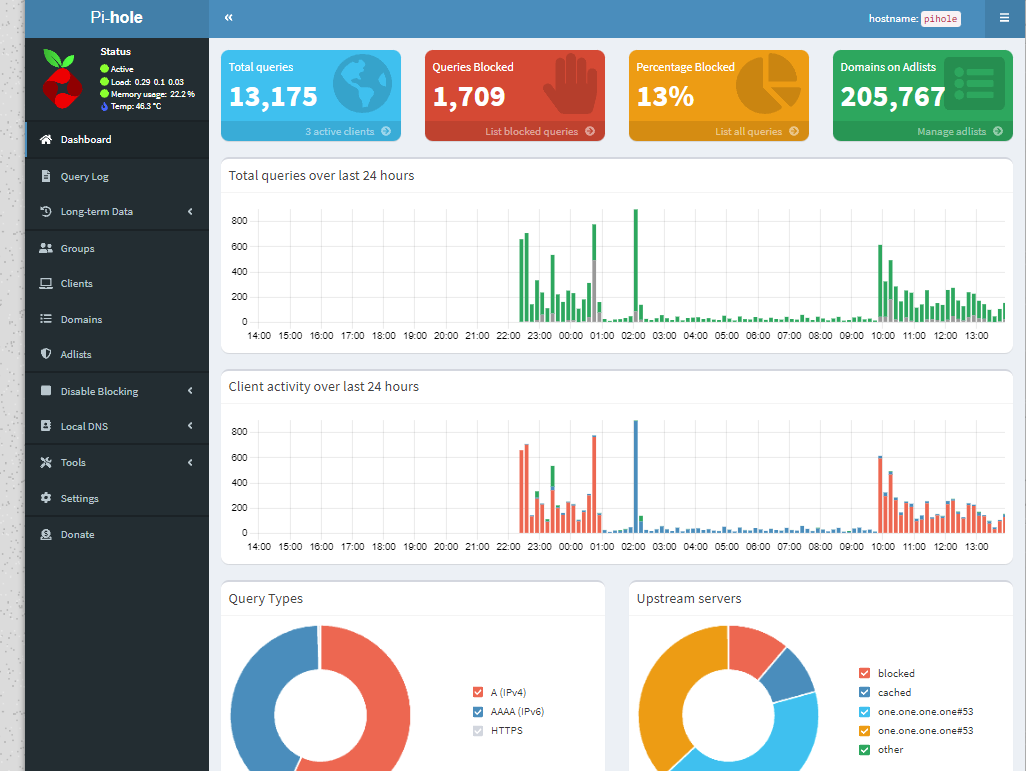 Pi-hole
«
hostname: pihole
Status
Active
Load: 0.29 0.1 0.03
Memory usage: 22.2 %
Temp: 46.3 °C
Dashboard
Query Log
Long-term Data
Groups
Clients
Domains
Adlists
Disable Blocking
Local DNS
Tools
Settings
Donate
Total queries
13,175
3 active clients
Queries Blocked
1,709
List blocked queries
Percentage Blocked
13%
List all queries
Domains on Adlists
205,767
Manage adlists
Total queries over last 24 hours
800
600
400
200
0
14:00 15:00 16:00 17:00 18:00 19:00 20:00 21:00 22:00 23:00 00:00 01:00 02:00 03:00 04:00 05:00 06:00 07:00 08:00 09:00 10:00 11:00 12:00 13:00
Client activity over last 24 hours
800
600
400
200
0
14:00 15:00 16:00 17:00 18:00 19:00 20:00 21:00 22:00 23:00 00:00 01:00 02:00 03:00 04:00 05:00 06:00 07:00 08:00 09:00 10:00 11:00 12:00 13:00
Query Types
A (IPv4)
AAAA (IPv6)
HTTPS
Upstream servers
blocked
cached
one.one.one.one#53
one.one.one.one#53
other